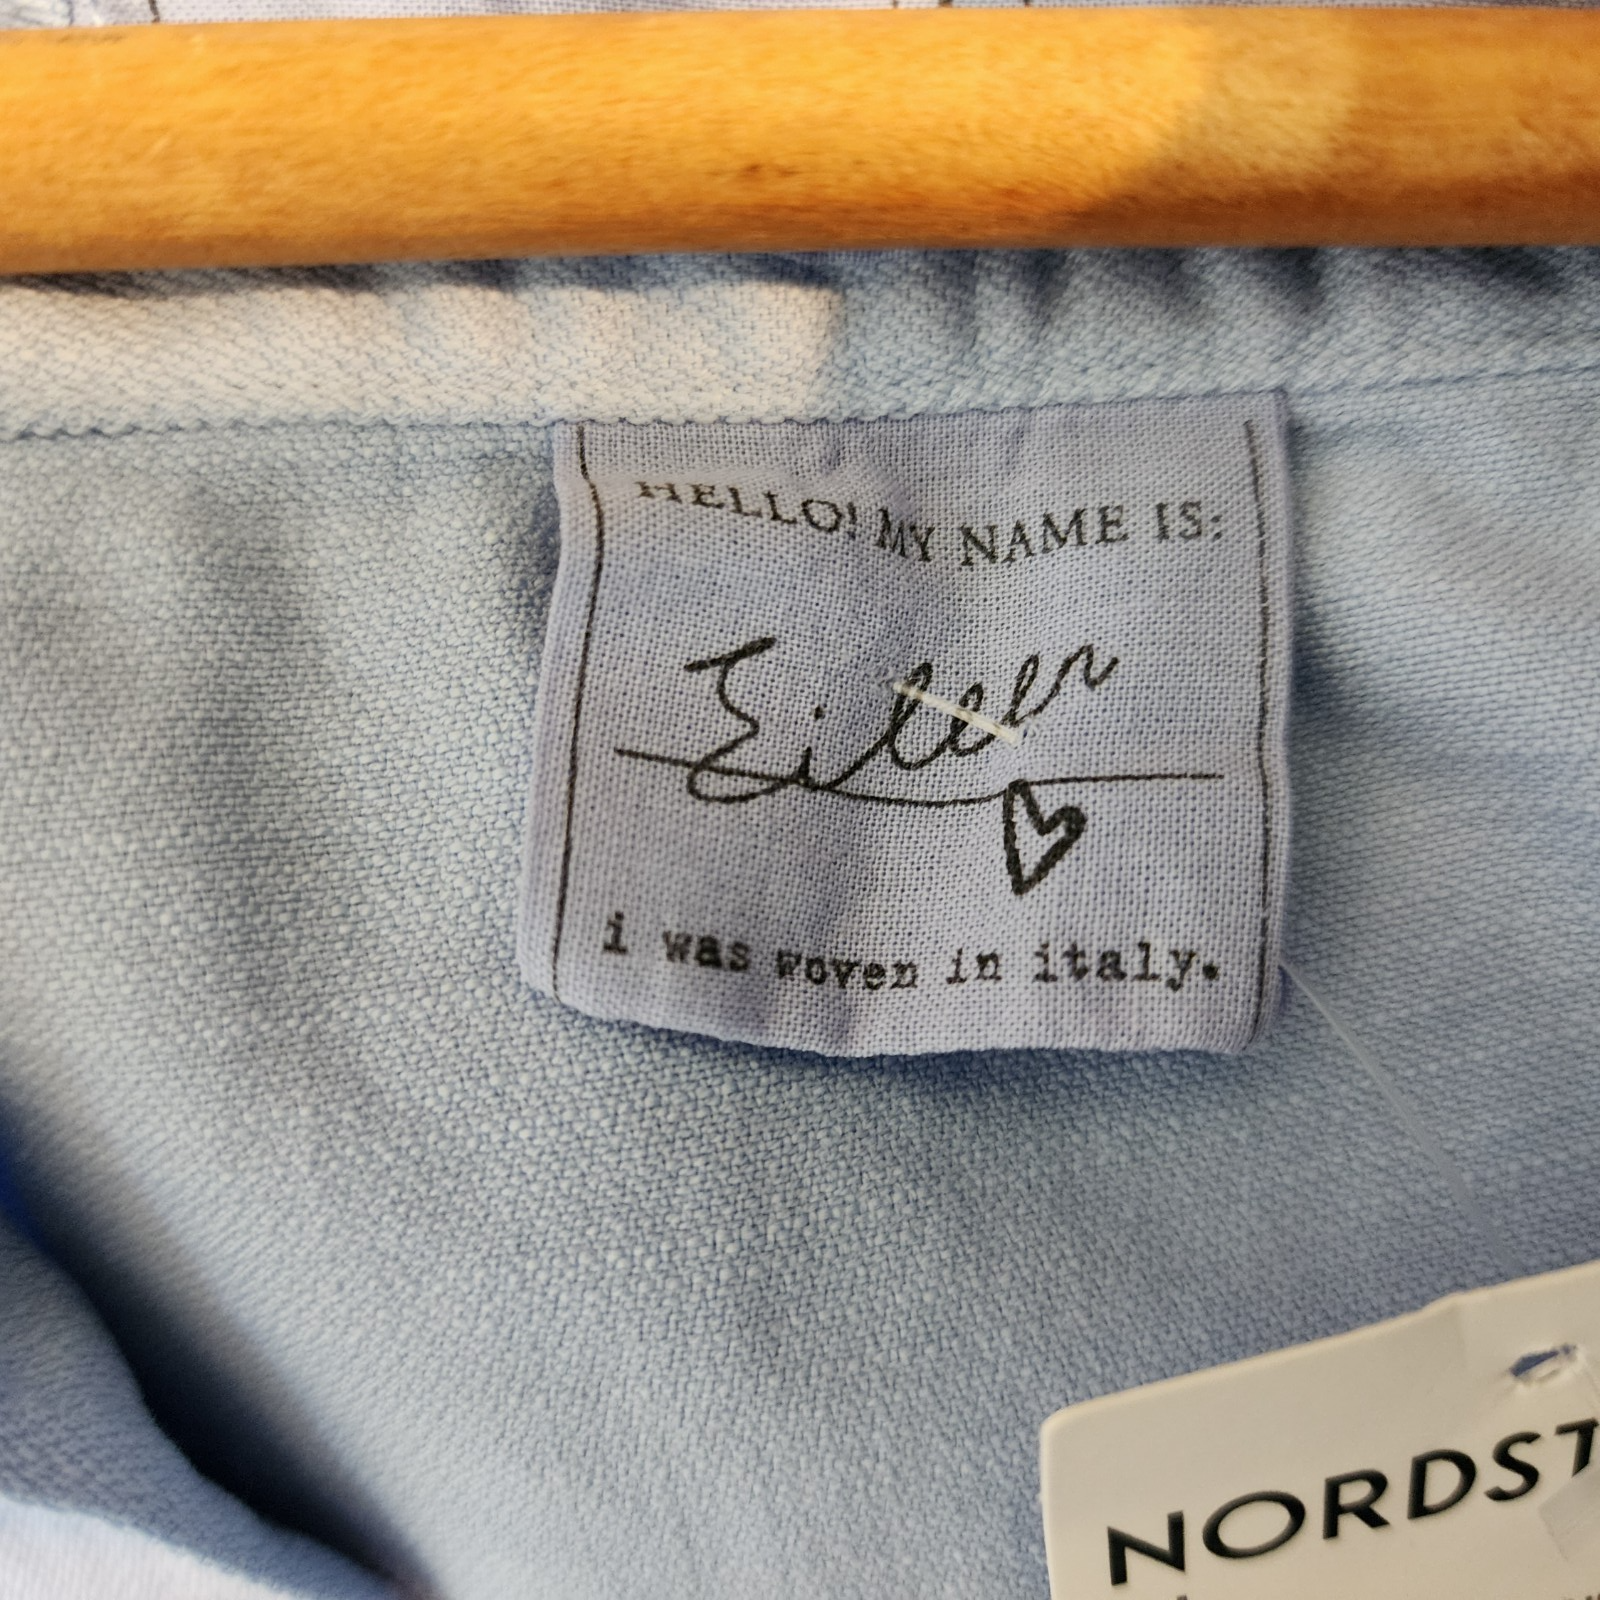 HELLO! MY NAME IS:
Eileen
i was woven in italy.
NORDST